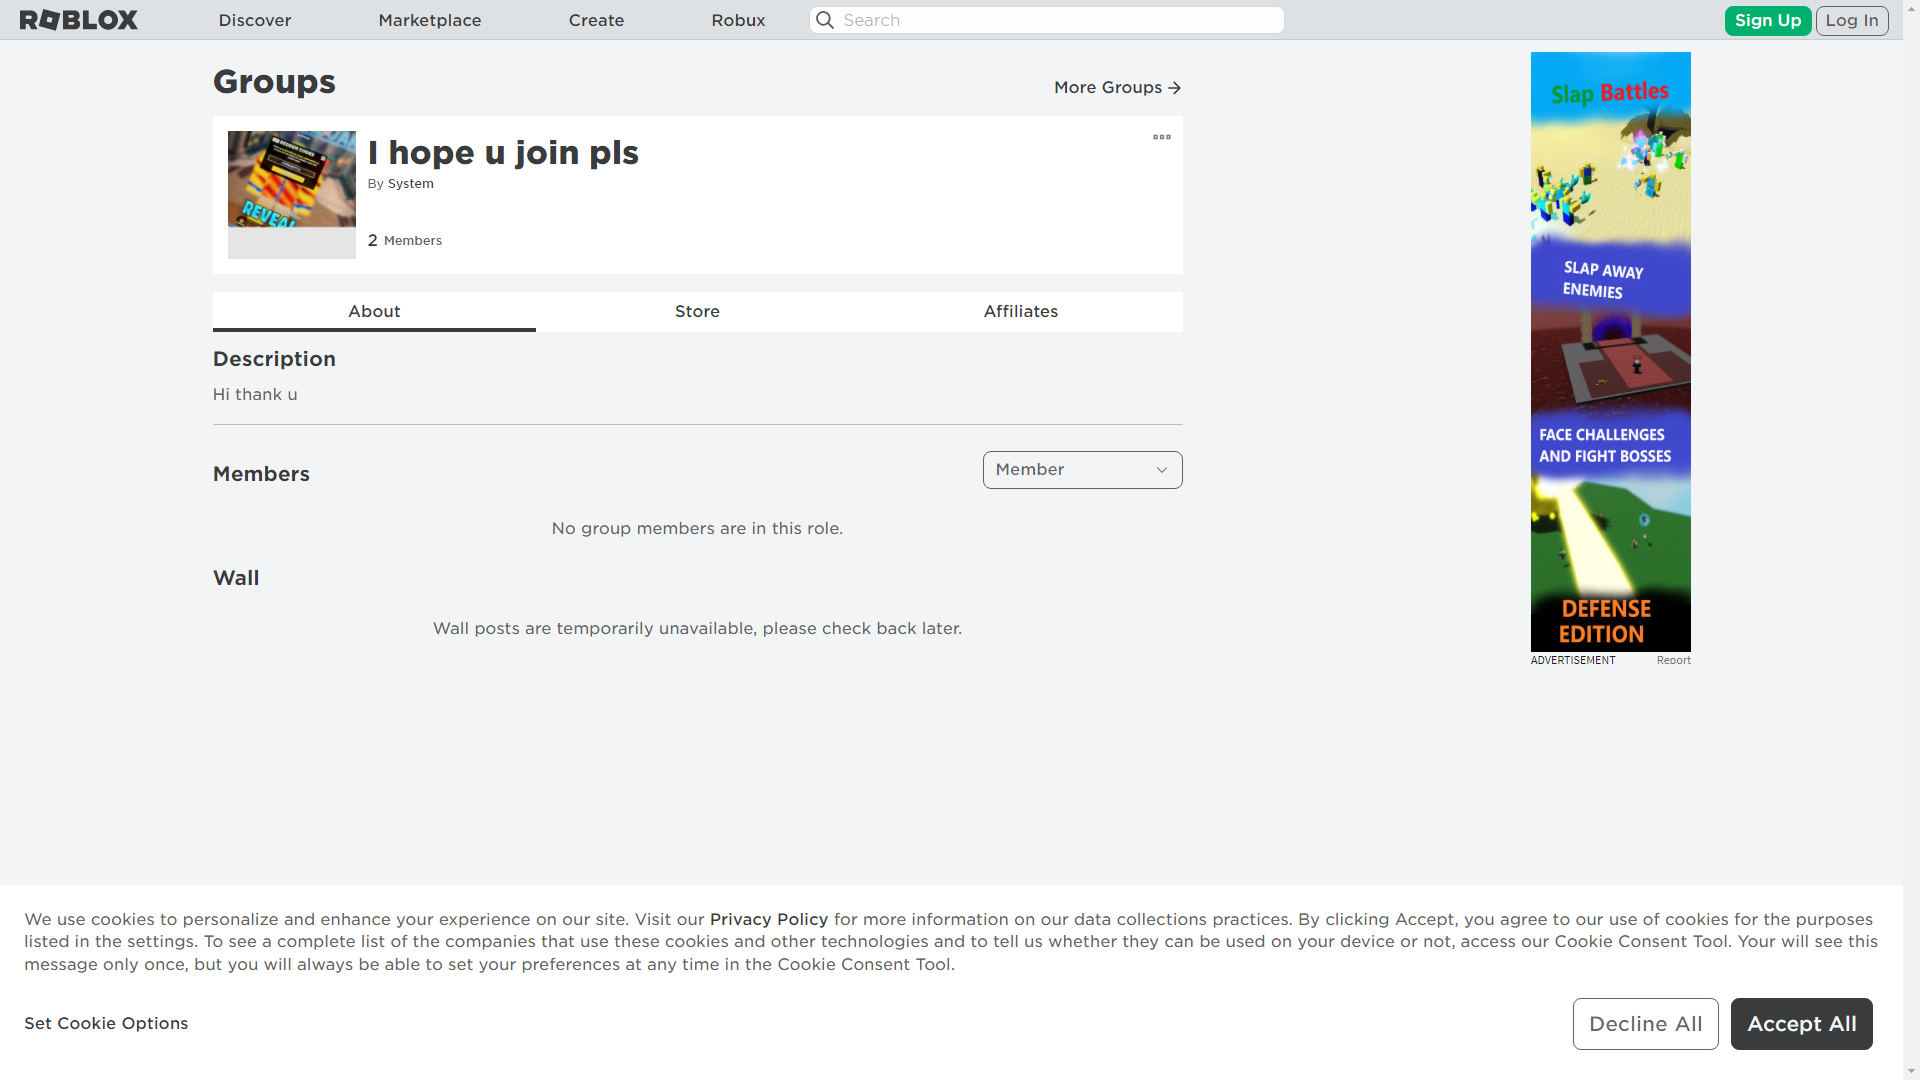 ROBLOX
Discover
Marketplace
Create
Robux
Search
Sign Up
Log In
Groups
More Groups
REDEEM CODES
REVEAL
I hope u join pls
By System
2 Members
About
Store
Affiliates
Description
Hi thank u
Members
Member
No group members are in this role.
Wall
Wall posts are temporarily unavailable, please check back later.
Slap Battles
SLAP AWAY
ENEMIES
FACE CHALLENGES
AND FIGHT BOSSES
DEFENSE
EDITION
ADVERTISEMENT
Report
We use cookies to personalize and enhance your experience on our site. Visit our Privacy Policy for more information on our data collections practices. By clicking Accept, you agree to our use of cookies for the purposes
listed in the settings. To see a complete list of the companies that use these cookies and other technologies and to tell us whether they can be used on your device or not, access our Cookie Consent Tool. Your will see this
message only once, but you will always be able to set your preferences at any time in the Cookie Consent Tool.
Set Cookie Options
Decline All
Accept All